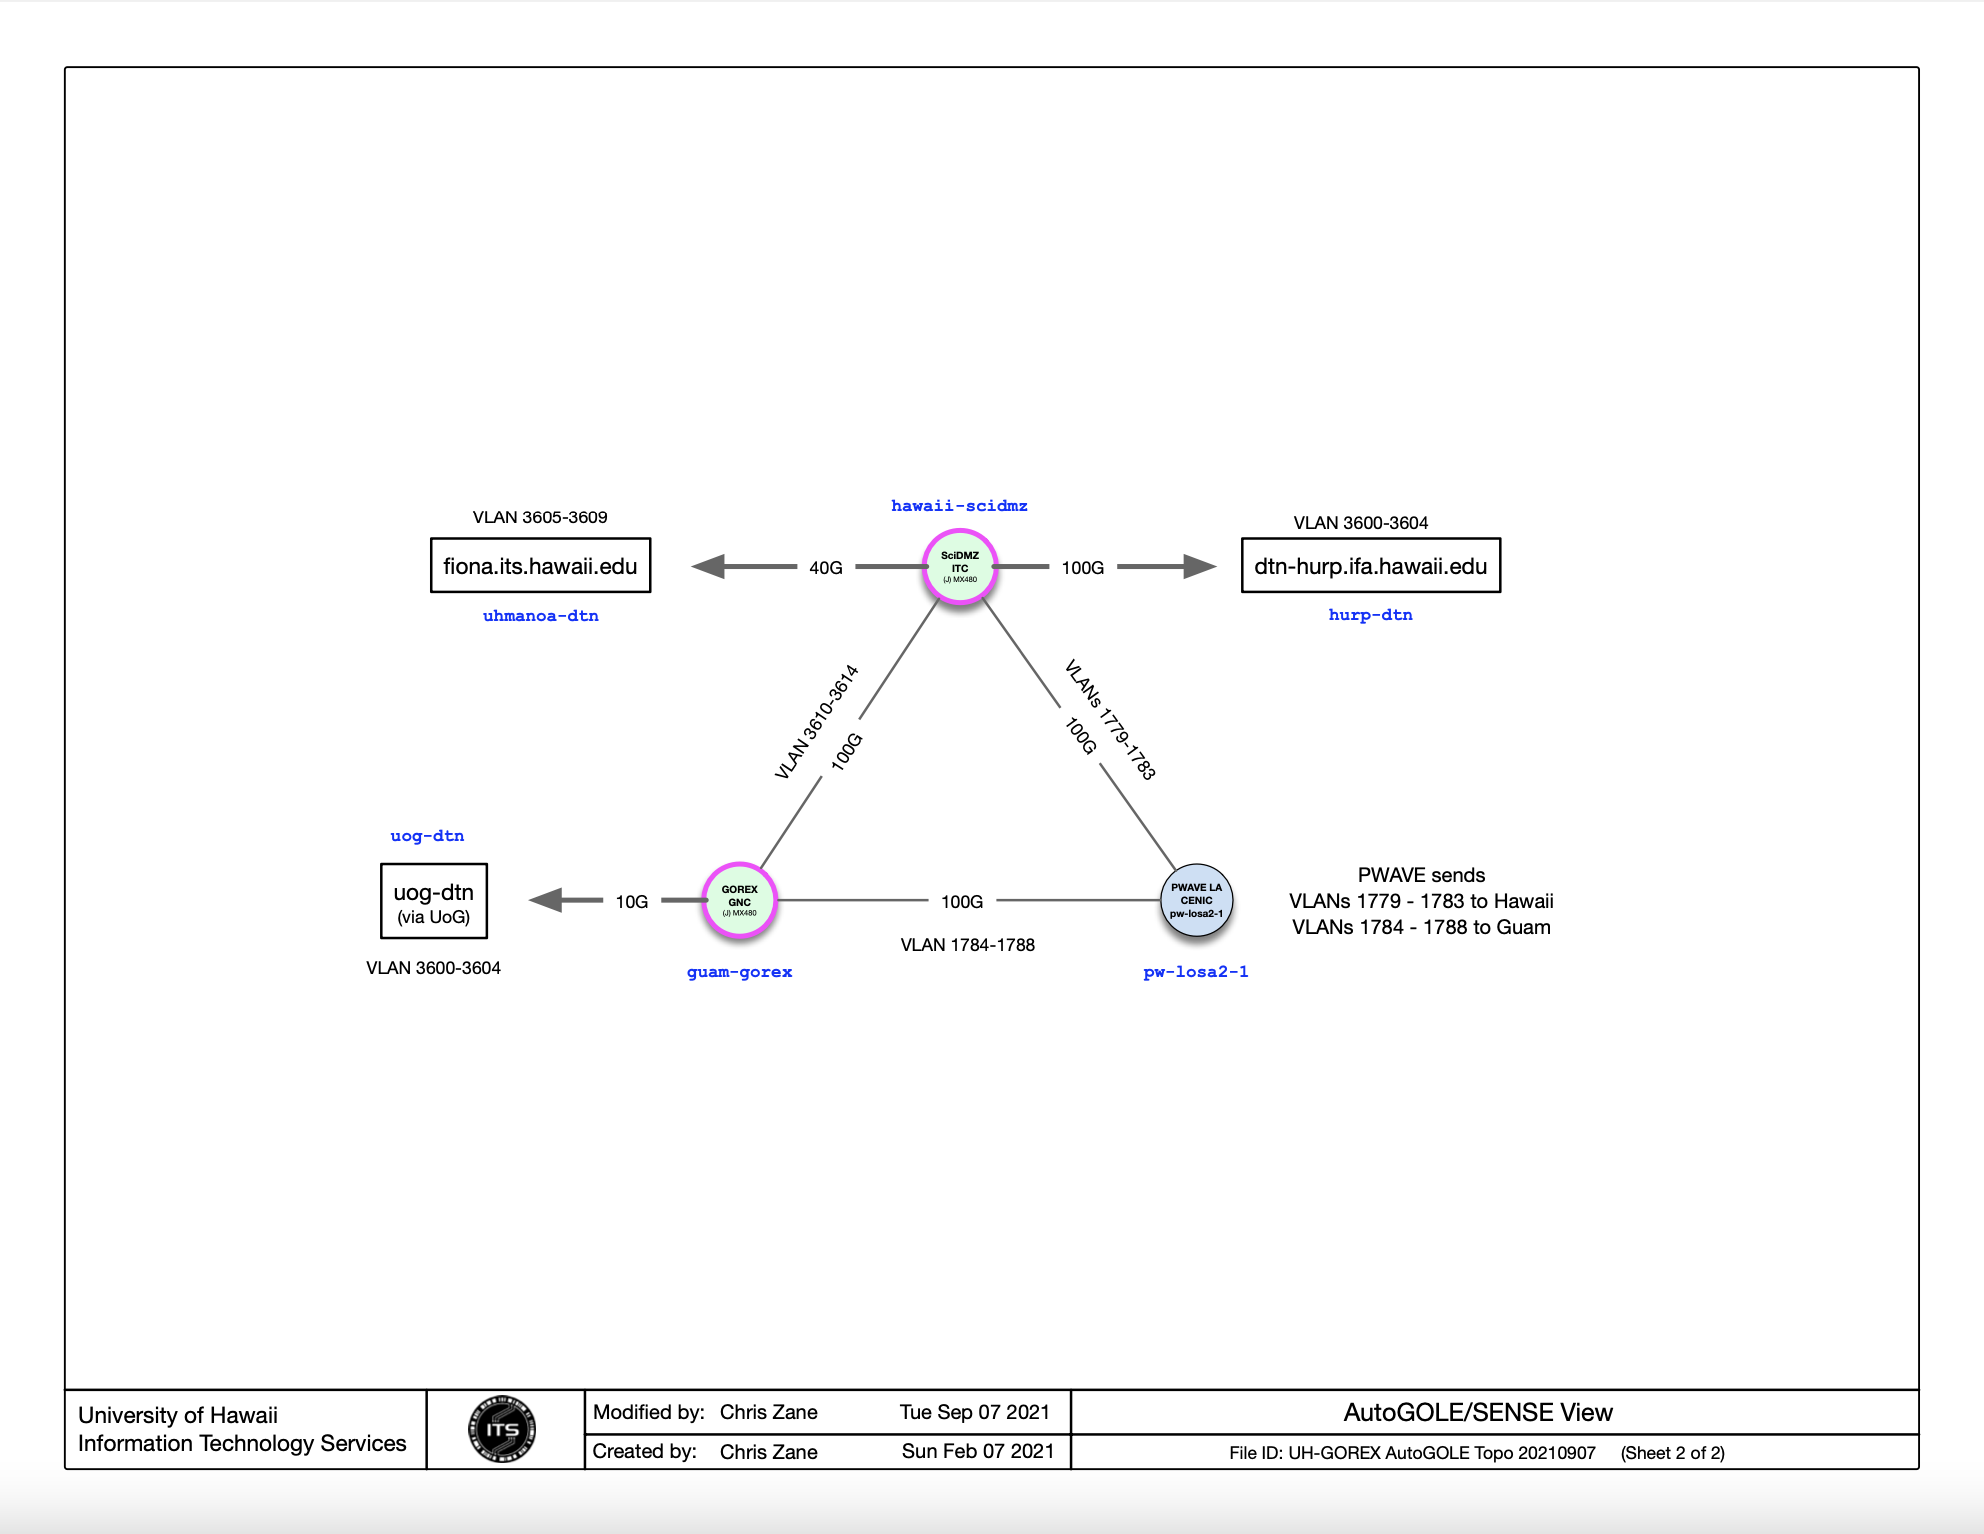 hawaii-scidmz
VLAN 3605-3609
VLAN 3600-3604
fiona.its.hawaii.edu
40G
SciDMZ
ITC
(J) MX480
100G
dtn-hurp.ifa.hawaii.edu
uhmanoa-dtn
hurp-dtn
VLAN 3610-3614
100G
VLANs 1779-1783
100G
uog-dtn
uog-dtn
(via UoG)
10G
GOREX
GNC
(J) MX480
100G
PWAVE LA
CENIC
pw-losa2-1
PWAVE sends
VLANs 1779 - 1783 to Hawaii
VLANs 1784 - 1788 to Guam
VLAN 1784-1788
VLAN 3600-3604
guam-gorex
pw-losa2-1
University of Hawaii
Information Technology Services
ITS
Modified by: Chris Zane Tue Sep 07 2021
Created by: Chris Zane Sun Feb 07 2021
AutoGOLE/SENSE View
File ID: UH-GOREX AutoGOLE Topo 20210907 (Sheet 2 of 2)